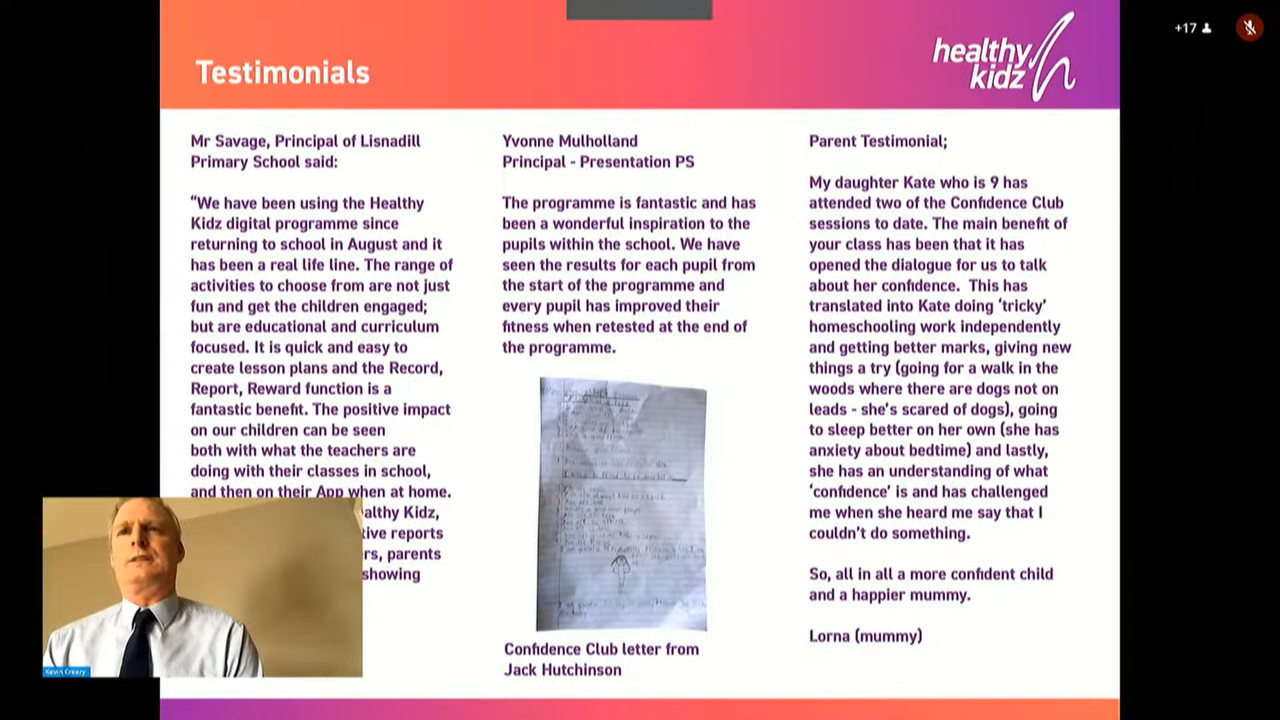 +17
Testimonials
healthy
kidz
Mr Savage, Principal of Lisnadill
Primary School said:
“We have been using the Healthy
Kidz digital programme since
returning to school in August and it
has been a real life line. The range of
activities to choose from are not just
fun and get the children engaged;
but are educational and curriculum
focused. It is quick and easy to
create lesson plans and the Record,
Report, Reward function is a
fantastic benefit. The positive impact
on our children can be seen
both with what the teachers are
doing with their classes in school,
and then on their App when at home.
althy Kidz,
tive reports
rs, parents
showing
Kevin Creary
Yvonne Mulholland
Principal - Presentation PS
The programme is fantastic and has
been a wonderful inspiration to the
pupils within the school. We have
seen the results for each pupil from
the start of the programme and
every pupil has improved their
fitness when retested at the end of
the programme.
Confidence Club letter from
Jack Hutchinson
Parent Testimonial;
My daughter Kate who is 9 has
attended two of the Confidence Club
sessions to date. The main benefit of
your class has been that it has
opened the dialogue for us to talk
about her confidence. This has
translated into Kate doing ‘tricky’
homeschooling work independently
and getting better marks, giving new
things a try (going for a walk in the
woods where there are dogs not on
leads - she’s scared of dogs), going
to sleep better on her own (she has
anxiety about bedtime) and lastly,
she has an understanding of what
‘confidence’ is and has challenged
me when she heard me say that I
couldn’t do something.
So, all in all a more confident child
and a happier mummy.
Lorna (mummy)